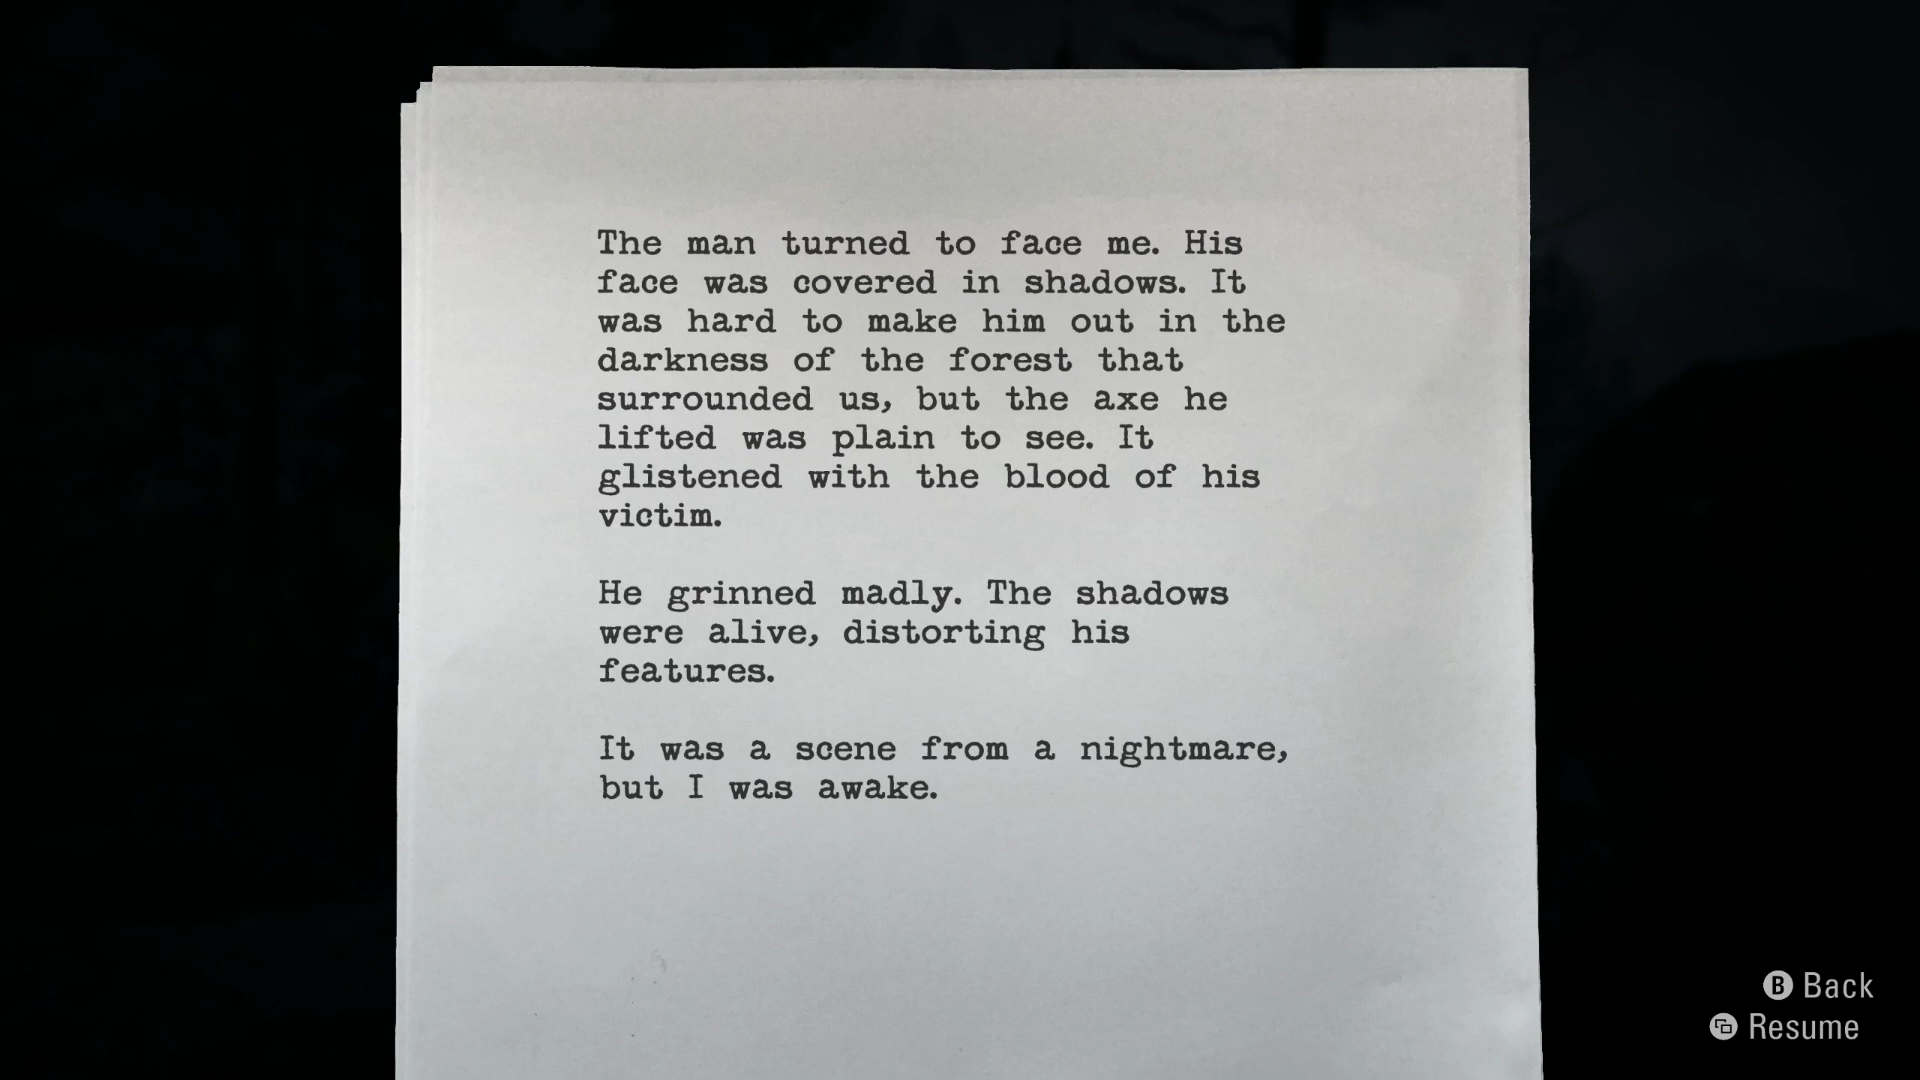 The man turned to face me. His
face was covered in shadows. It
was hard to make him out in the
darkness of the forest that
surrounded us, but the axe he
lifted was plain to see. It
glistened with the blood of his
victim.
He grinned madly. The shadows
were alive, distorting his
features.
It was a scene from a nightmare,
but I was awake.
B Back
Resume